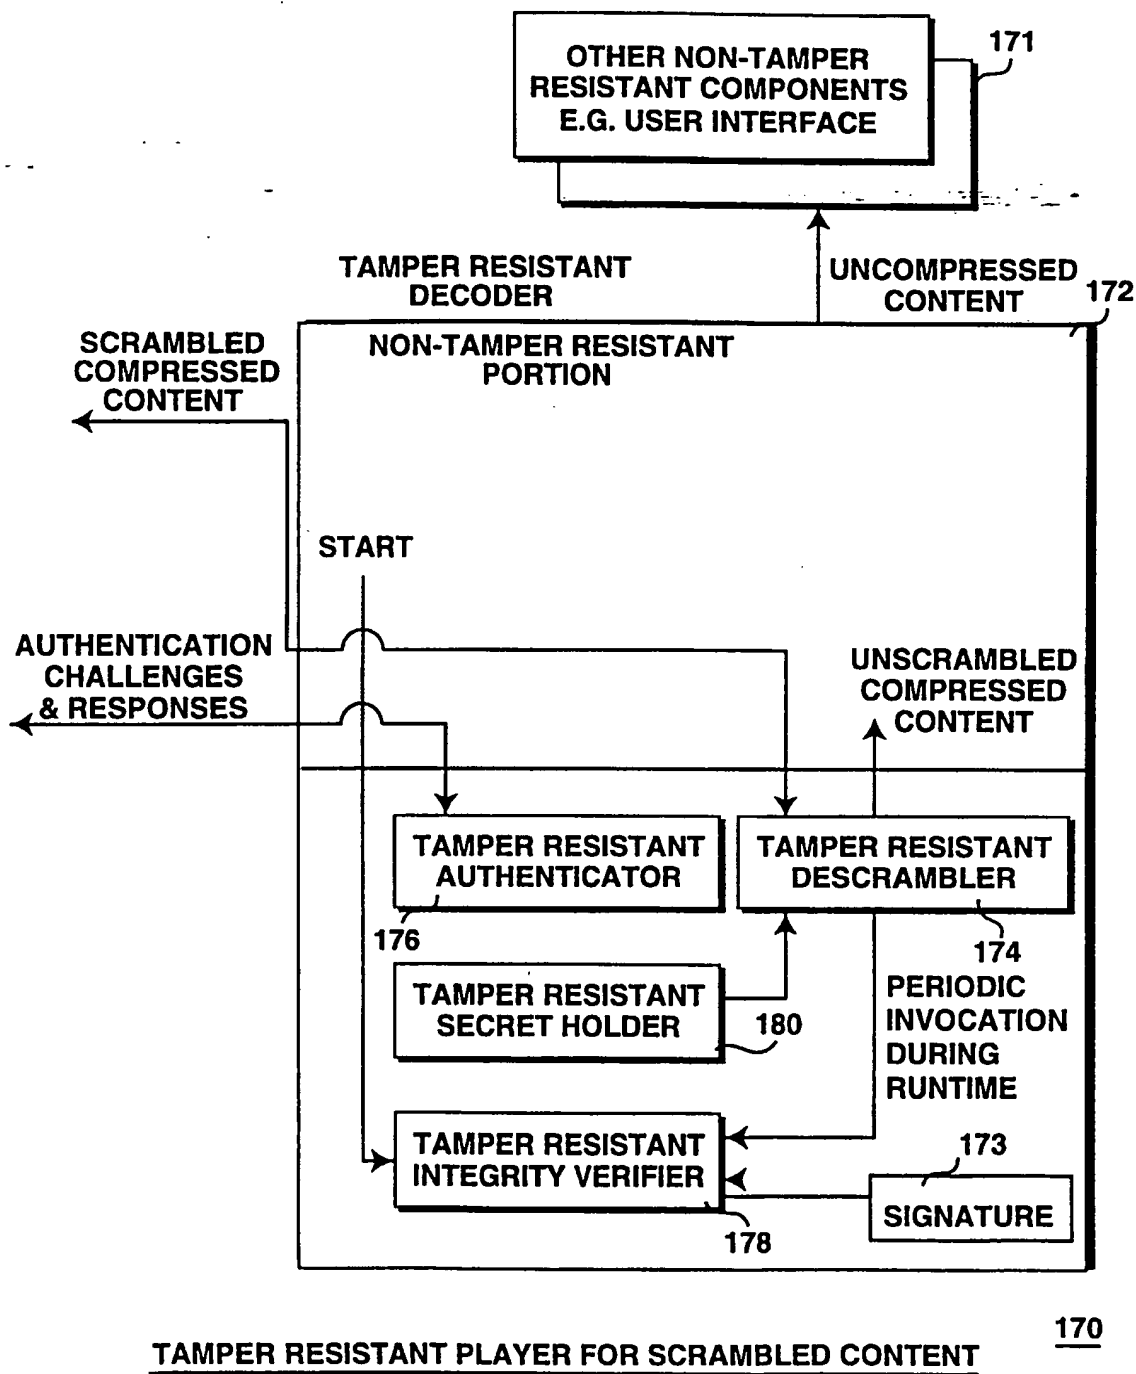 171
OTHER NON-TAMPER
RESISTANT COMPONENTS
E.G. USER INTERFACE
TAMPER RESISTANT
DECODER
UNCOMPRESSED
CONTENT
172
SCRAMBLED
COMPRESSED
CONTENT
NON-TAMPER RESISTANT
PORTION
START
AUTHENTICATION
CHALLENGES
& RESPONSES
UNSCRAMBLED
COMPRESSED
CONTENT
TAMPER RESISTANT
AUTHENTICATOR
176
TAMPER RESISTANT
DESCRAMBLER
174
TAMPER RESISTANT
SECRET HOLDER
180
PERIODIC
INVOCATION
DURING
RUNTIME
TAMPER RESISTANT
INTEGRITY VERIFIER
178
173
SIGNATURE
170
TAMPER RESISTANT PLAYER FOR SCRAMBLED CONTENT